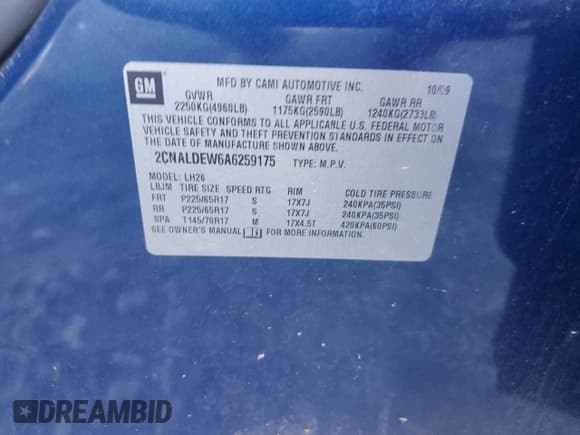 GM
MFD BY CAMI AUTOMOTIVE INC. 10/09
GVWR GAWR FRT GAWR RR
2250KG(4960LB) 1175KG(2590LB) 1240KG(2733LB)
THIS VEHICLE CONFORMS TO ALL APPLICABLE U.S. FEDERAL MOTOR
VEHICLE SAFETY AND THEFT PREVENTION STANDARDS IN EFFECT ON
THE DATE OF MANUFACTURE SHOWN ABOVE.
2CNALDEW6A6259175 TYPE: M.P.V.
MODEL: LH26
LBJM TIRE SIZE SPEED RTG RIM COLD TIRE PRESSURE
FRT P225/65R17 S 17X7J 240KPA(35PSI)
RR P225/65R17 S 17X7J 240KPA(35PSI)
SPA T145/70R17 M 17X4.5T 420KPA(60PSI)
SEE OWNER'S MANUAL FOR MORE INFORMATION.
DREAMBID